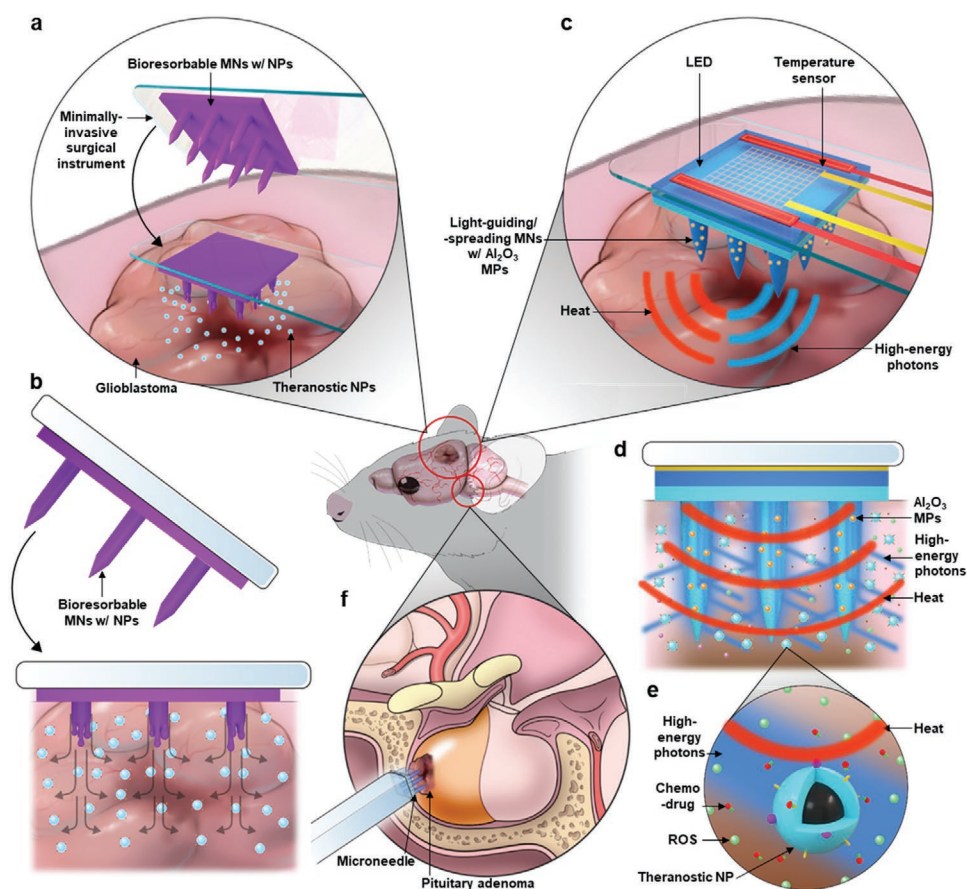 a
Bioresorbable MNs w/ NPs
Minimally-
invasive
surgical
instrument
Glioblastoma
Theranostic NPs
c
LED
Temperature
sensor
Light-guiding/
-spreading MNs
w/ Al₂O₃
MPs
Heat
High-energy
photons
b
Bioresorbable
MNs w/ NPs
d
Al₂O₃
MPs
High-
energy
photons
Heat
f
Microneedle
Pituitary adenoma
e
High-
energy
photons
Heat
Chemo
-drug
ROS
Theranostic NP